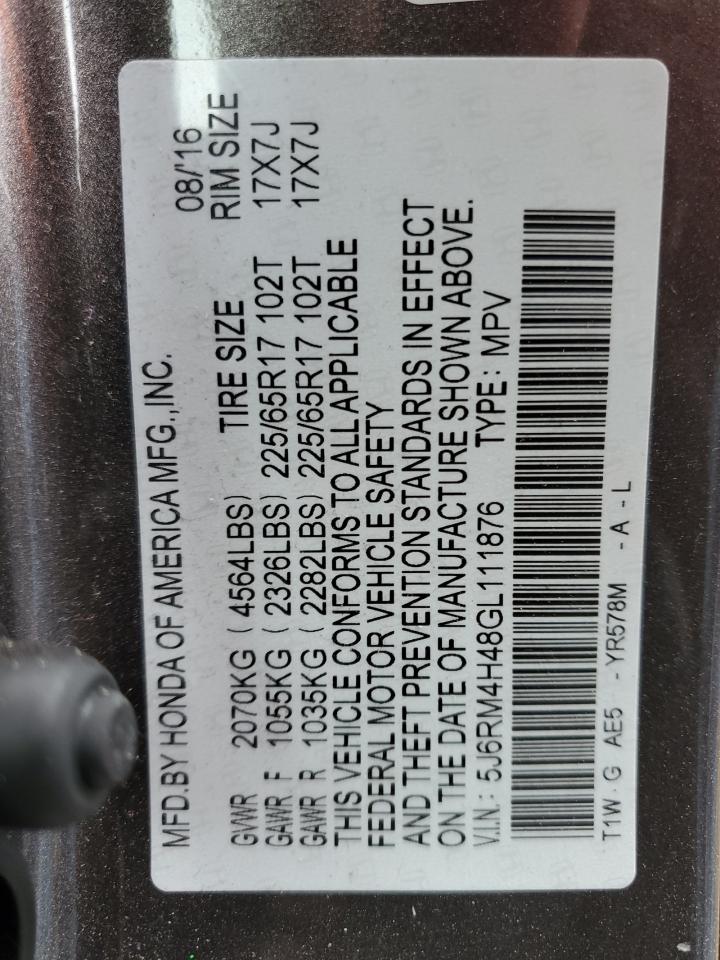 MFD.BY HONDA OF AMERICA MFG.,INC.
08/'16
GVWR 2070KG ( 4564LBS) TIRE SIZE RIM SIZE
GAWR F 1055KG ( 2326LBS) 225/65R17 102T 17X7J
GAWR R 1035KG ( 2282LBS) 225/65R17 102T 17X7J
THIS VEHICLE CONFORMS TO ALL APPLICABLE
FEDERAL MOTOR VEHICLE SAFETY
AND THEFT PREVENTION STANDARDS IN EFFECT
ON THE DATE OF MANUFACTURE SHOWN ABOVE.
V.I.N.: 5J6RM4H48GL111876 TYPE: MPV
T1W-G AE5 -YR578M -A-L